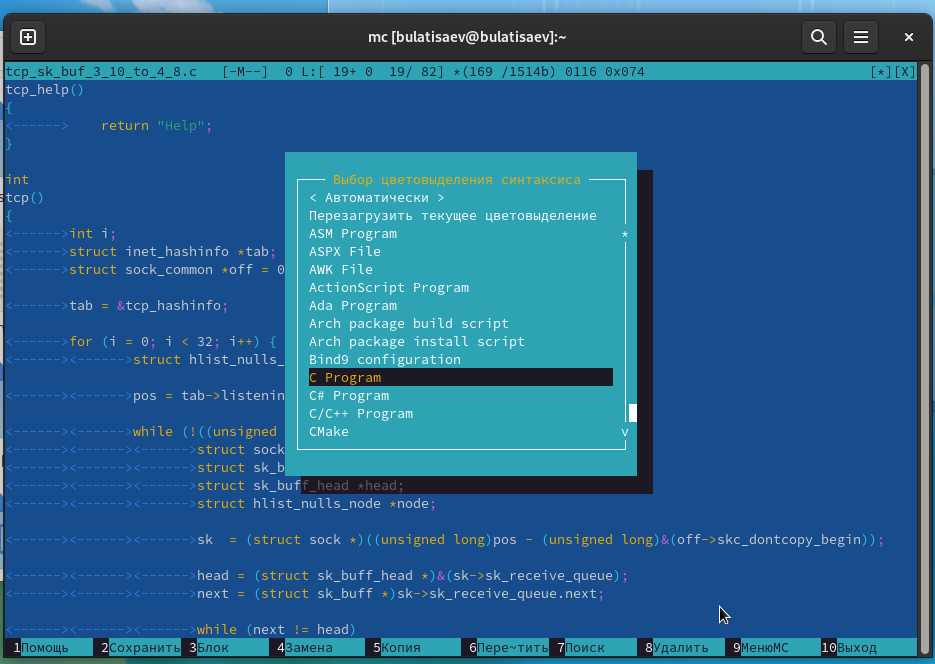 mc [bulatisaev@bulatisaev]:~
tcp_sk_buf_3_10_to_4_8.c [-M--] 0 L:[ 19+ 0 19/ 82] *(169 /1514b) 0116 0x074 [*][X]
tcp_help()
{
<------> return "Help";
}
int
stcp()
{
<------>int i;
<------>struct inet_hashinfo *tab;
<------>struct sock_common *off = 0
<------>tab = &tcp_hashinfo;
<------>for (i = 0; i < 32; i++) {
<------><------>struct hlist_nulls_
<------><------>pos = tab->listenin
<------><------>while (!((unsigned
<------><------><------>struct sock
<------><------><------>struct sk_b
<------><------><------>struct sk_buff_head *head;
<------><------><------>struct hlist_nulls_node *node;
<------><------><------>sk  = (struct sock *)((unsigned long)pos - (unsigned long)&(off->skc_dontcopy_begin));
<------><------><------>head = (struct sk_buff_head *)&(sk->sk_receive_queue);
<------><------><------>next = (struct sk_buff *)sk->sk_receive_queue.next;
<------><------><------>while (next != head)
Выбор цветовыделения синтаксиса
< Автоматически >
Перезагрузить текущее цветовыделение
ASM Program *
ASPX File
AWK File
ActionScript Program
Ada Program
Arch package build script
Arch package install script
Bind9 configuration
C Program
C# Program
C/C++ Program
CMake v
1Помощь 2Сохранить 3Блок 4Замена 5Копия 6Пере~тить 7Поиск 8Удалить 9МенюMC 10Выход